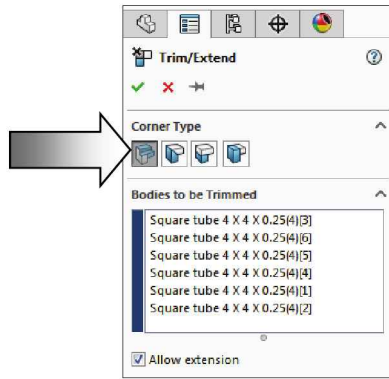 Trim/Extend
Corner Type
Bodies to be Trimmed
Square tube 4 X 4 X 0.25(4)[3]
Square tube 4 X 4 X 0.25(4)[6]
Square tube 4 X 4 X 0.25(4)[5]
Square tube 4 X 4 X 0.25(4)[4]
Square tube 4 X 4 X 0.25(4)[1]
Square tube 4 X 4 X 0.25(4)[2]
Allow extension